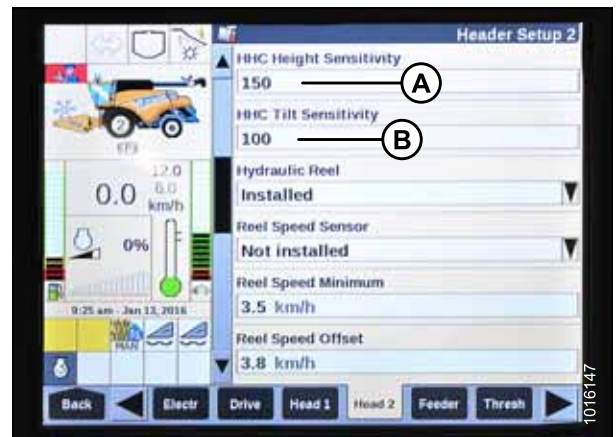 Header Setup 2
HHC Height Sensitivity
150
A
HHC Tilt Sensitivity
100
B
Hydraulic Reel
Installed
Reel Speed Sensor
Not installed
Reel Speed Minimum
3.5 km/h
Reel Speed Offset
3.8 km/h
2
12.0
6.0
0.0 km/h
0%
9:25 am - Jan 13, 2016
MAN
Back
Electr
Drive
Head 1
Head 2
Feeder
Thresh
1016147